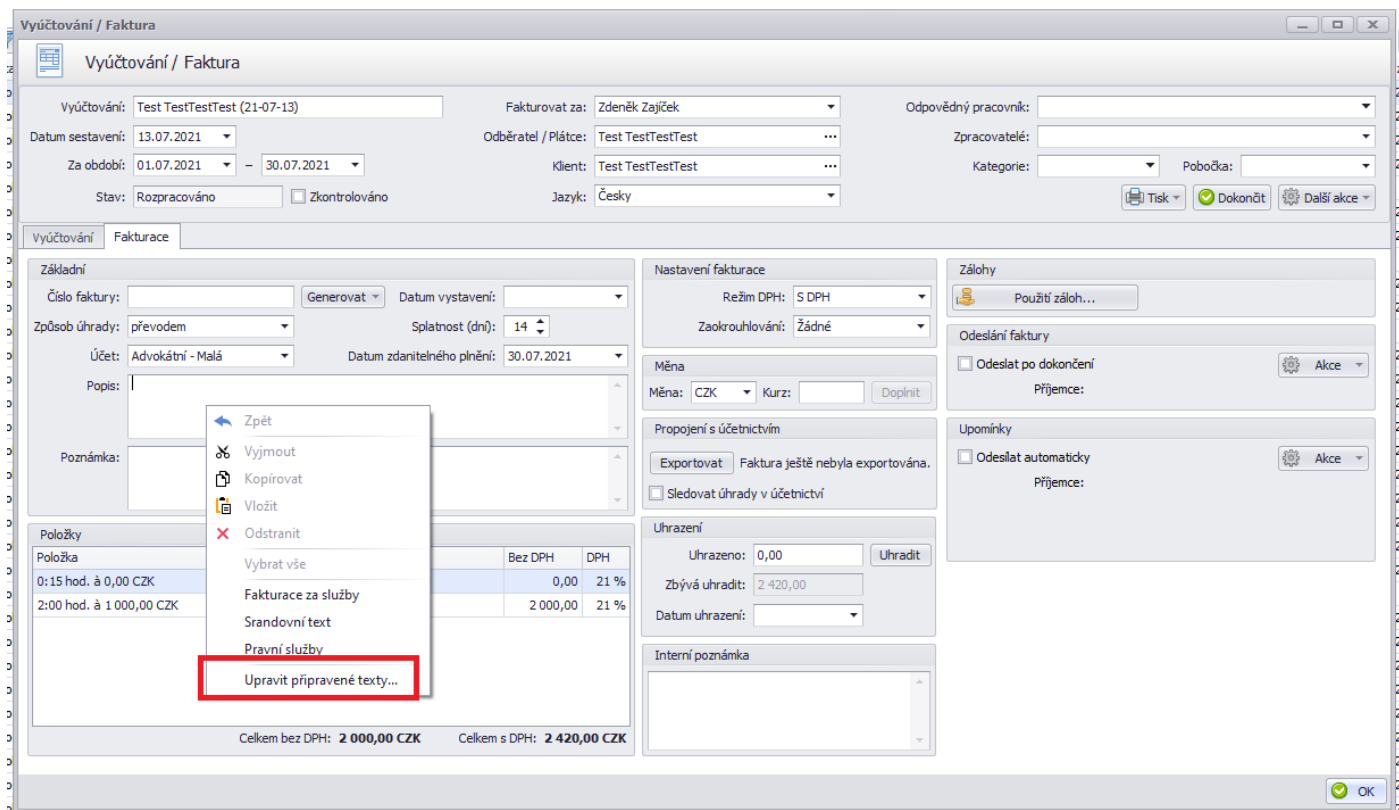 Vyúčtování / Faktura
Vyúčtování / Faktura
Vyúčtování: Test TestTestTest (21-07-13) Fakturovat za: Zdeněk Zajíček Odpovědný pracovník:
Datum sestavení: 13.07.2021 Odběratel / Plátce: Test TestTestTest ... Zpracovatelé:
Za období: 01.07.2021 – 30.07.2021 Klient: Test TestTestTest ... Kategorie: Pobočka:
Stav: Rozpracováno Zkontrolováno Jazyk: Česky Tisk Dokončit Další akce
Vyúčtování Fakturace
Základní
Číslo faktury: Generovat Datum vystavení:
Způsob úhrady: převodem Splatnost (dní): 14
Účet: Advokátní - Malá Datum zdanitelného plnění: 30.07.2021
Popis:
Poznámka:
Zpět
Vyjmout
Kopírovat
Vložit
Odstranit
Vybrat vše
Fakturace za služby
Srandovní text
Pravní služby
Upravit připravené texty...
Položky
Položka Bez DPH DPH
0:15 hod. à 0,00 CZK 0,00 21 %
2:00 hod. à 1 000,00 CZK 2 000,00 21 %
Celkem bez DPH: 2 000,00 CZK Celkem s DPH: 2 420,00 CZK
Nastavení fakturace
Režim DPH: S DPH
Zaokrouhlování: Žádné
Měna
Měna: CZK Kurz: Doplnit
Propojení s účetnictvím
Exportovat Faktura ještě nebyla exportována.
Sledovat úhrady v účetnictví
Uhrazení
Uhrazeno: 0,00 Uhradit
Zbývá uhradit: 2 420,00
Datum uhrazení:
Interní poznámka
Zálohy
Použití záloh...
Odeslání faktury
Odeslat po dokončení Akce
Příjemce:
Upomínky
Odesílat automaticky Akce
Příjemce:
OK